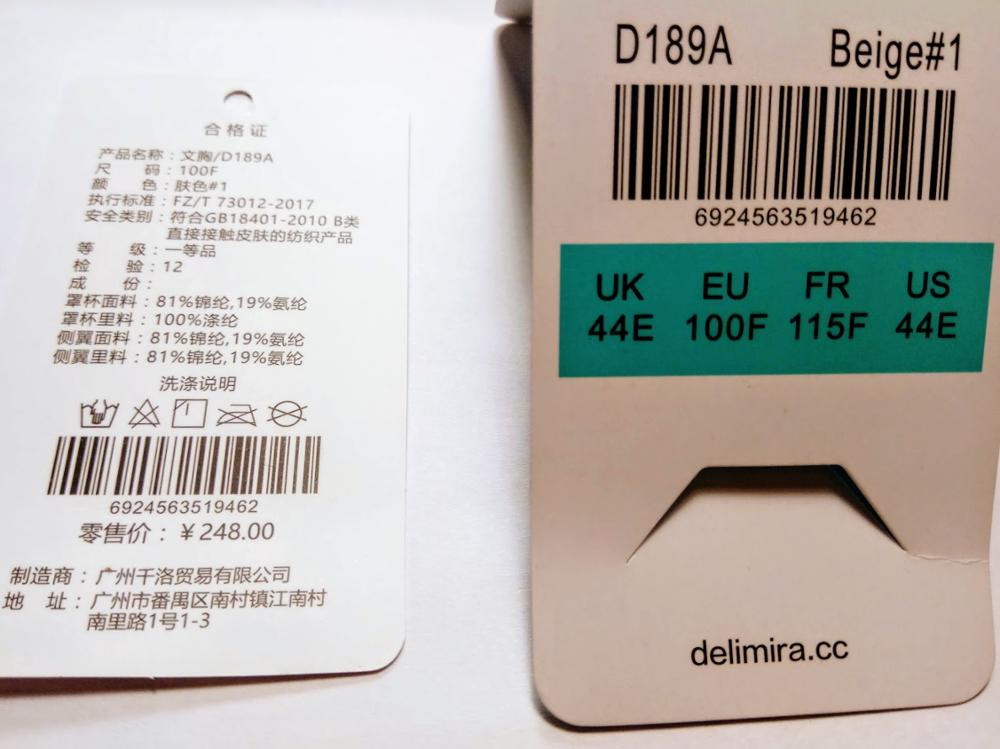 合格证
产品名称：文胸/D189A
尺 码：100F
颜 色：肤色#1
执行标准：FZ/T 73012-2017
安全类别：符合GB18401-2010 B类
直接接触皮肤的纺织产品
等 级：一等品
检 验：12
成 份：
罩杯面料：81%锦纶,19%氨纶
罩杯里料：100%涤纶
侧翼面料：81%锦纶,19%氨纶
侧翼里料：81%锦纶,19%氨纶
洗涤说明
6924563519462
零售价：￥248.00
制造商：广州千洛贸易有限公司
地 址：广州市番禺区南村镇江南村
南里路1号1-3
D189A Beige#1
6924563519462
UK EU FR US
44E 100F 115F 44E
delimira.cc